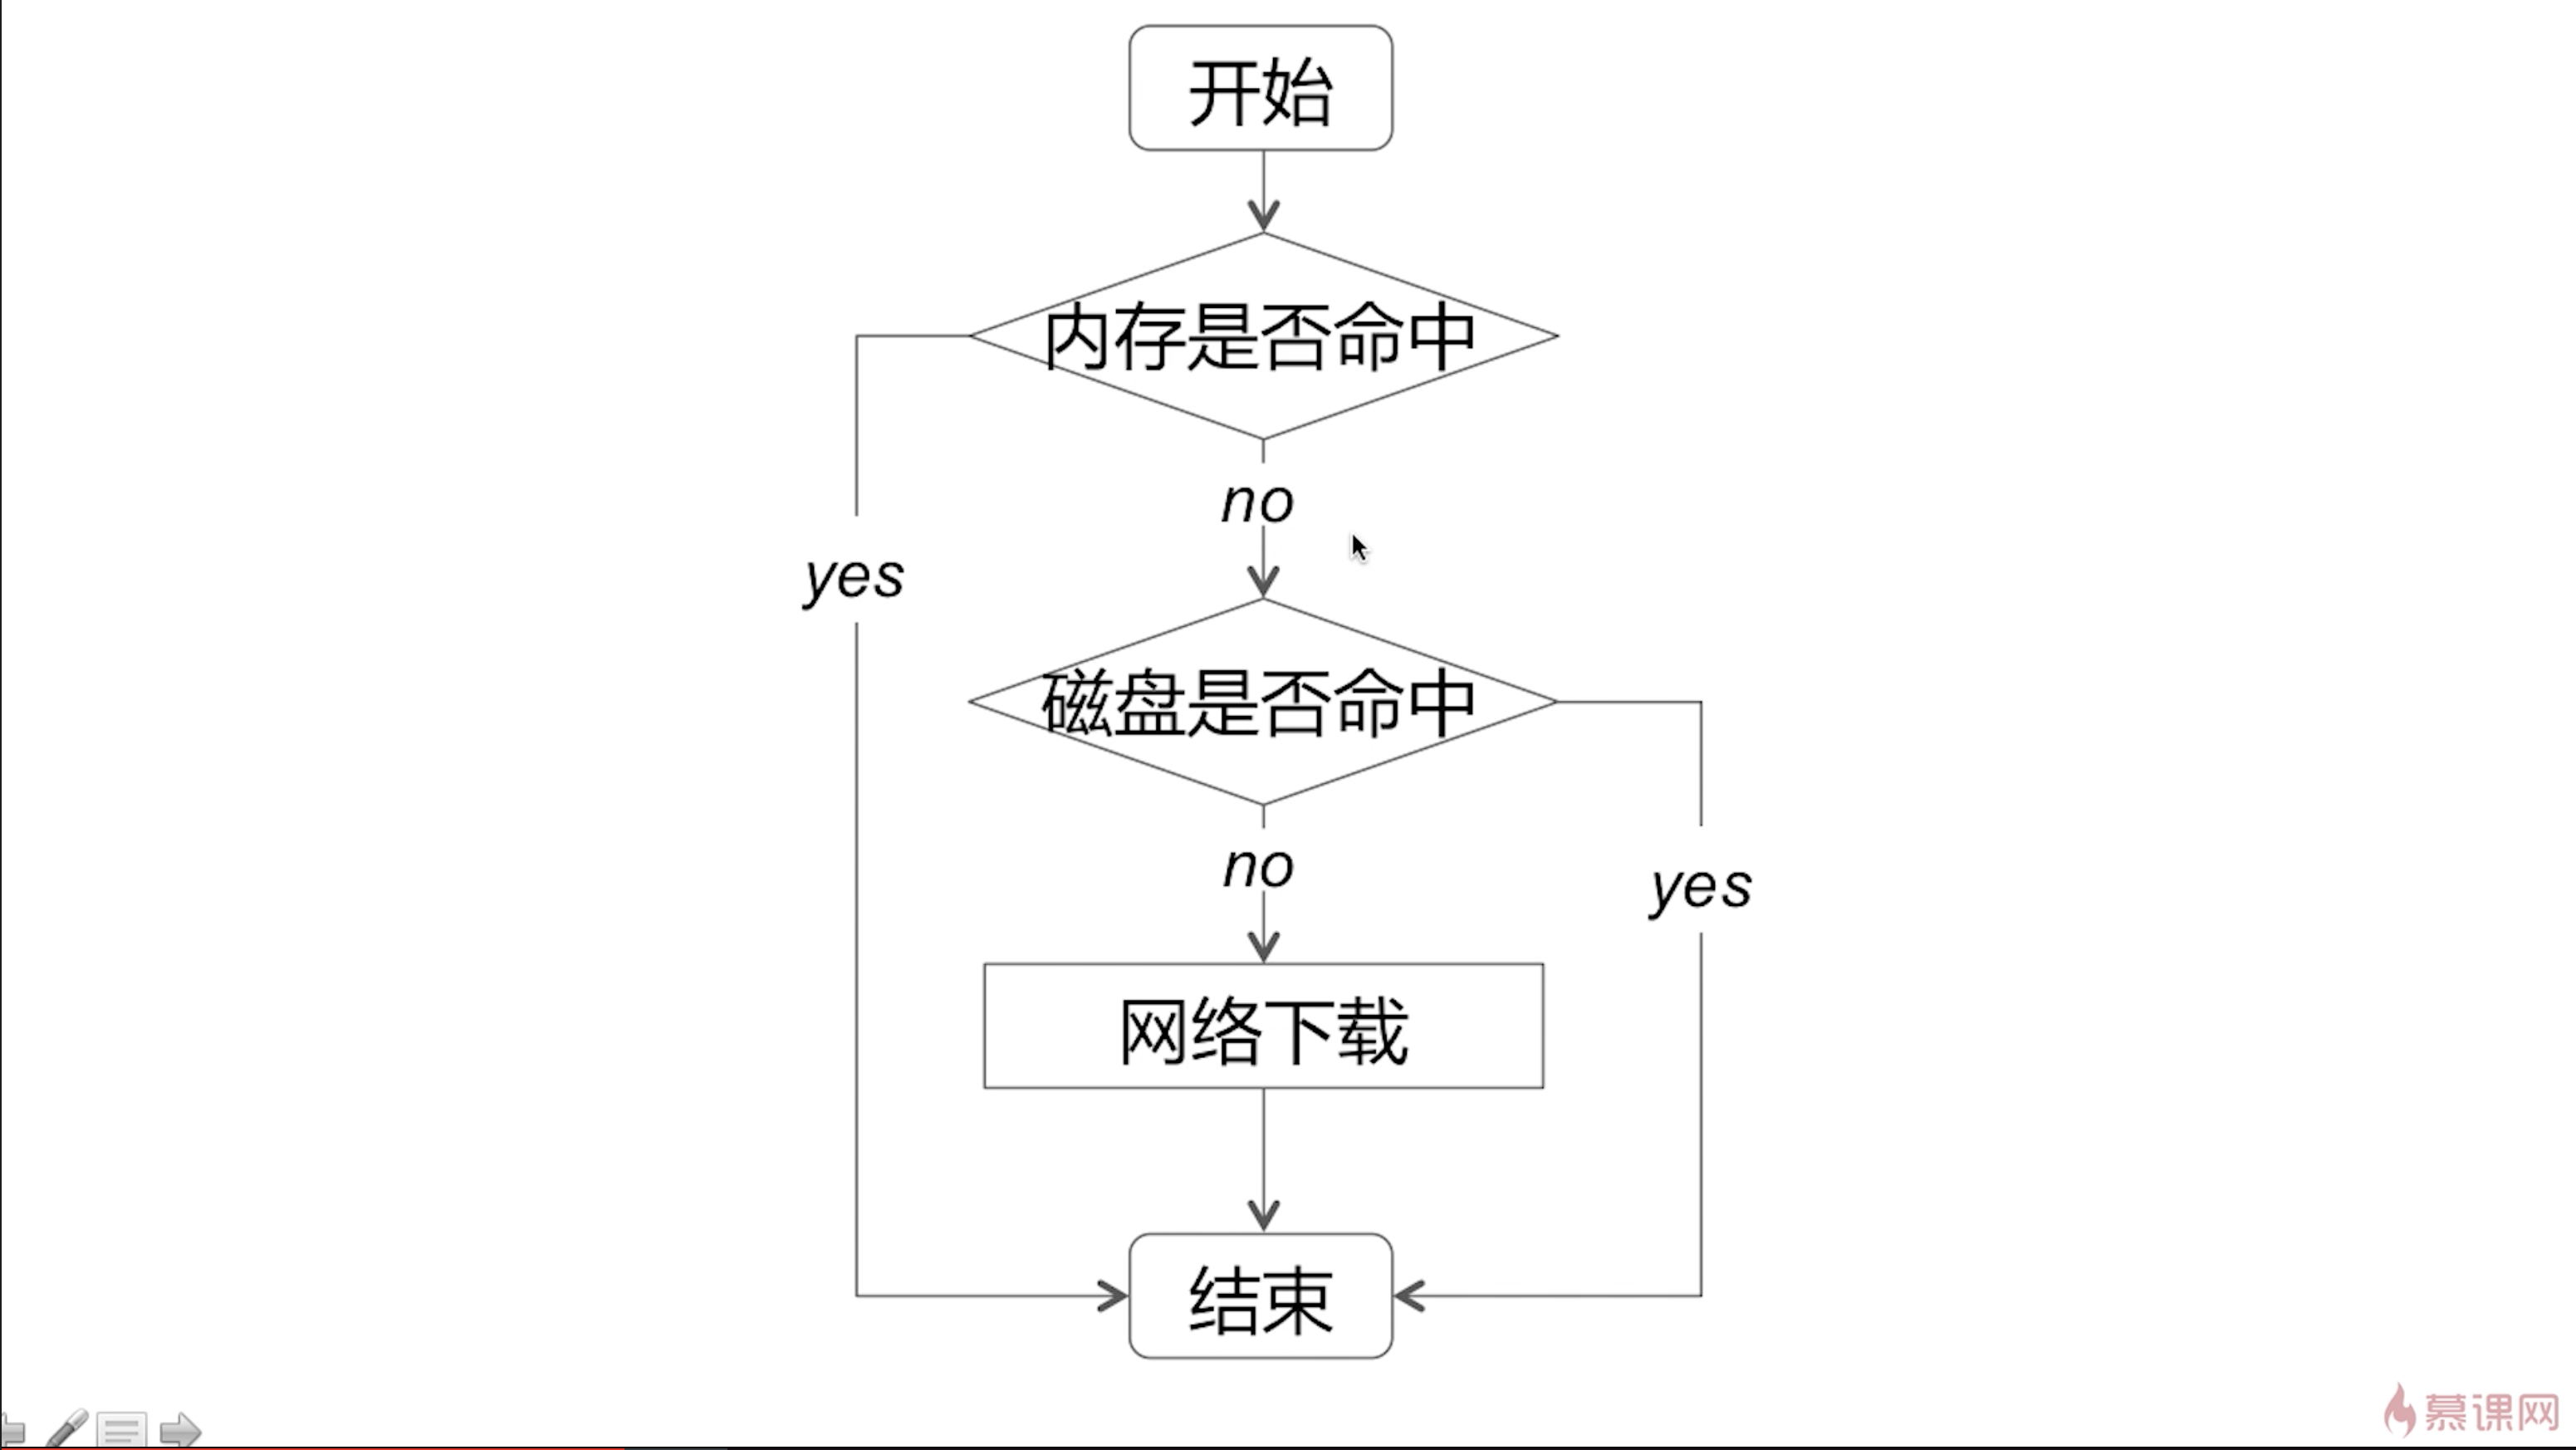 开始
内存是否命中
no
yes
磁盘是否命中
no
yes
网络下载
结束
慕课网